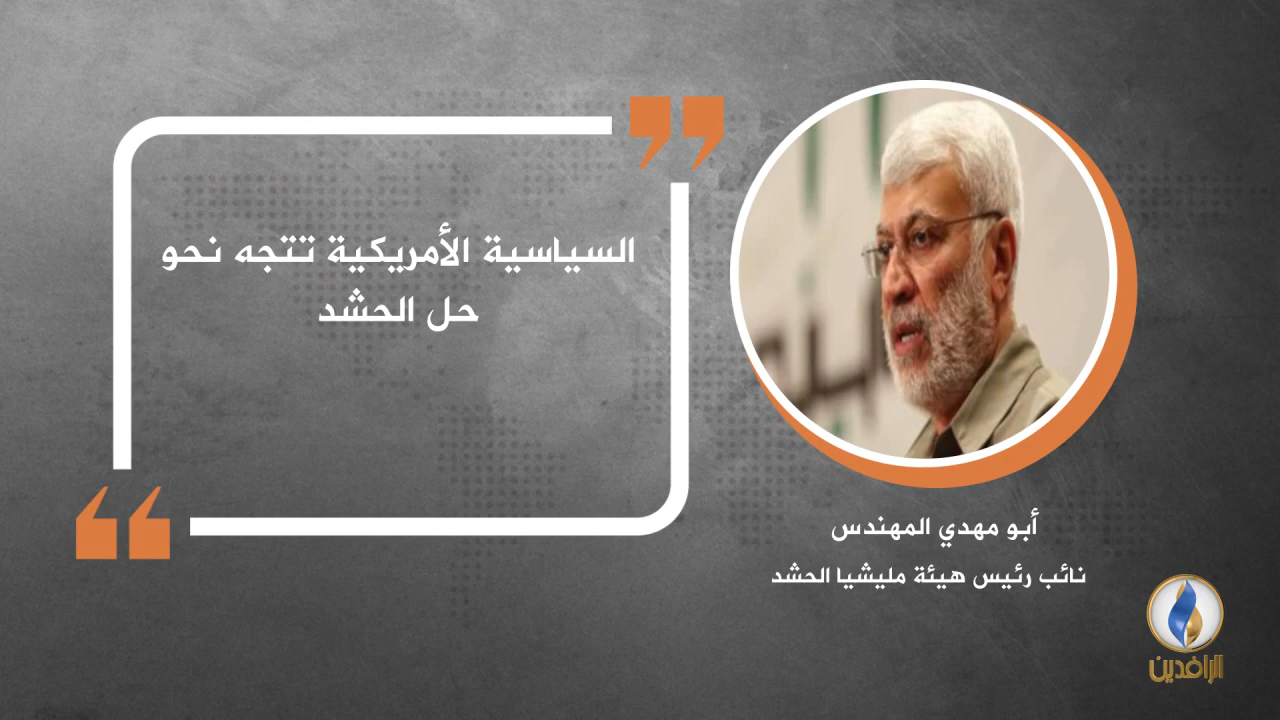 السياسية الأمريكية تتجه نحو
حل الحشد
أبو مهدي المهندس
نائب رئيس هيئة مليشيا الحشد
الرافدين